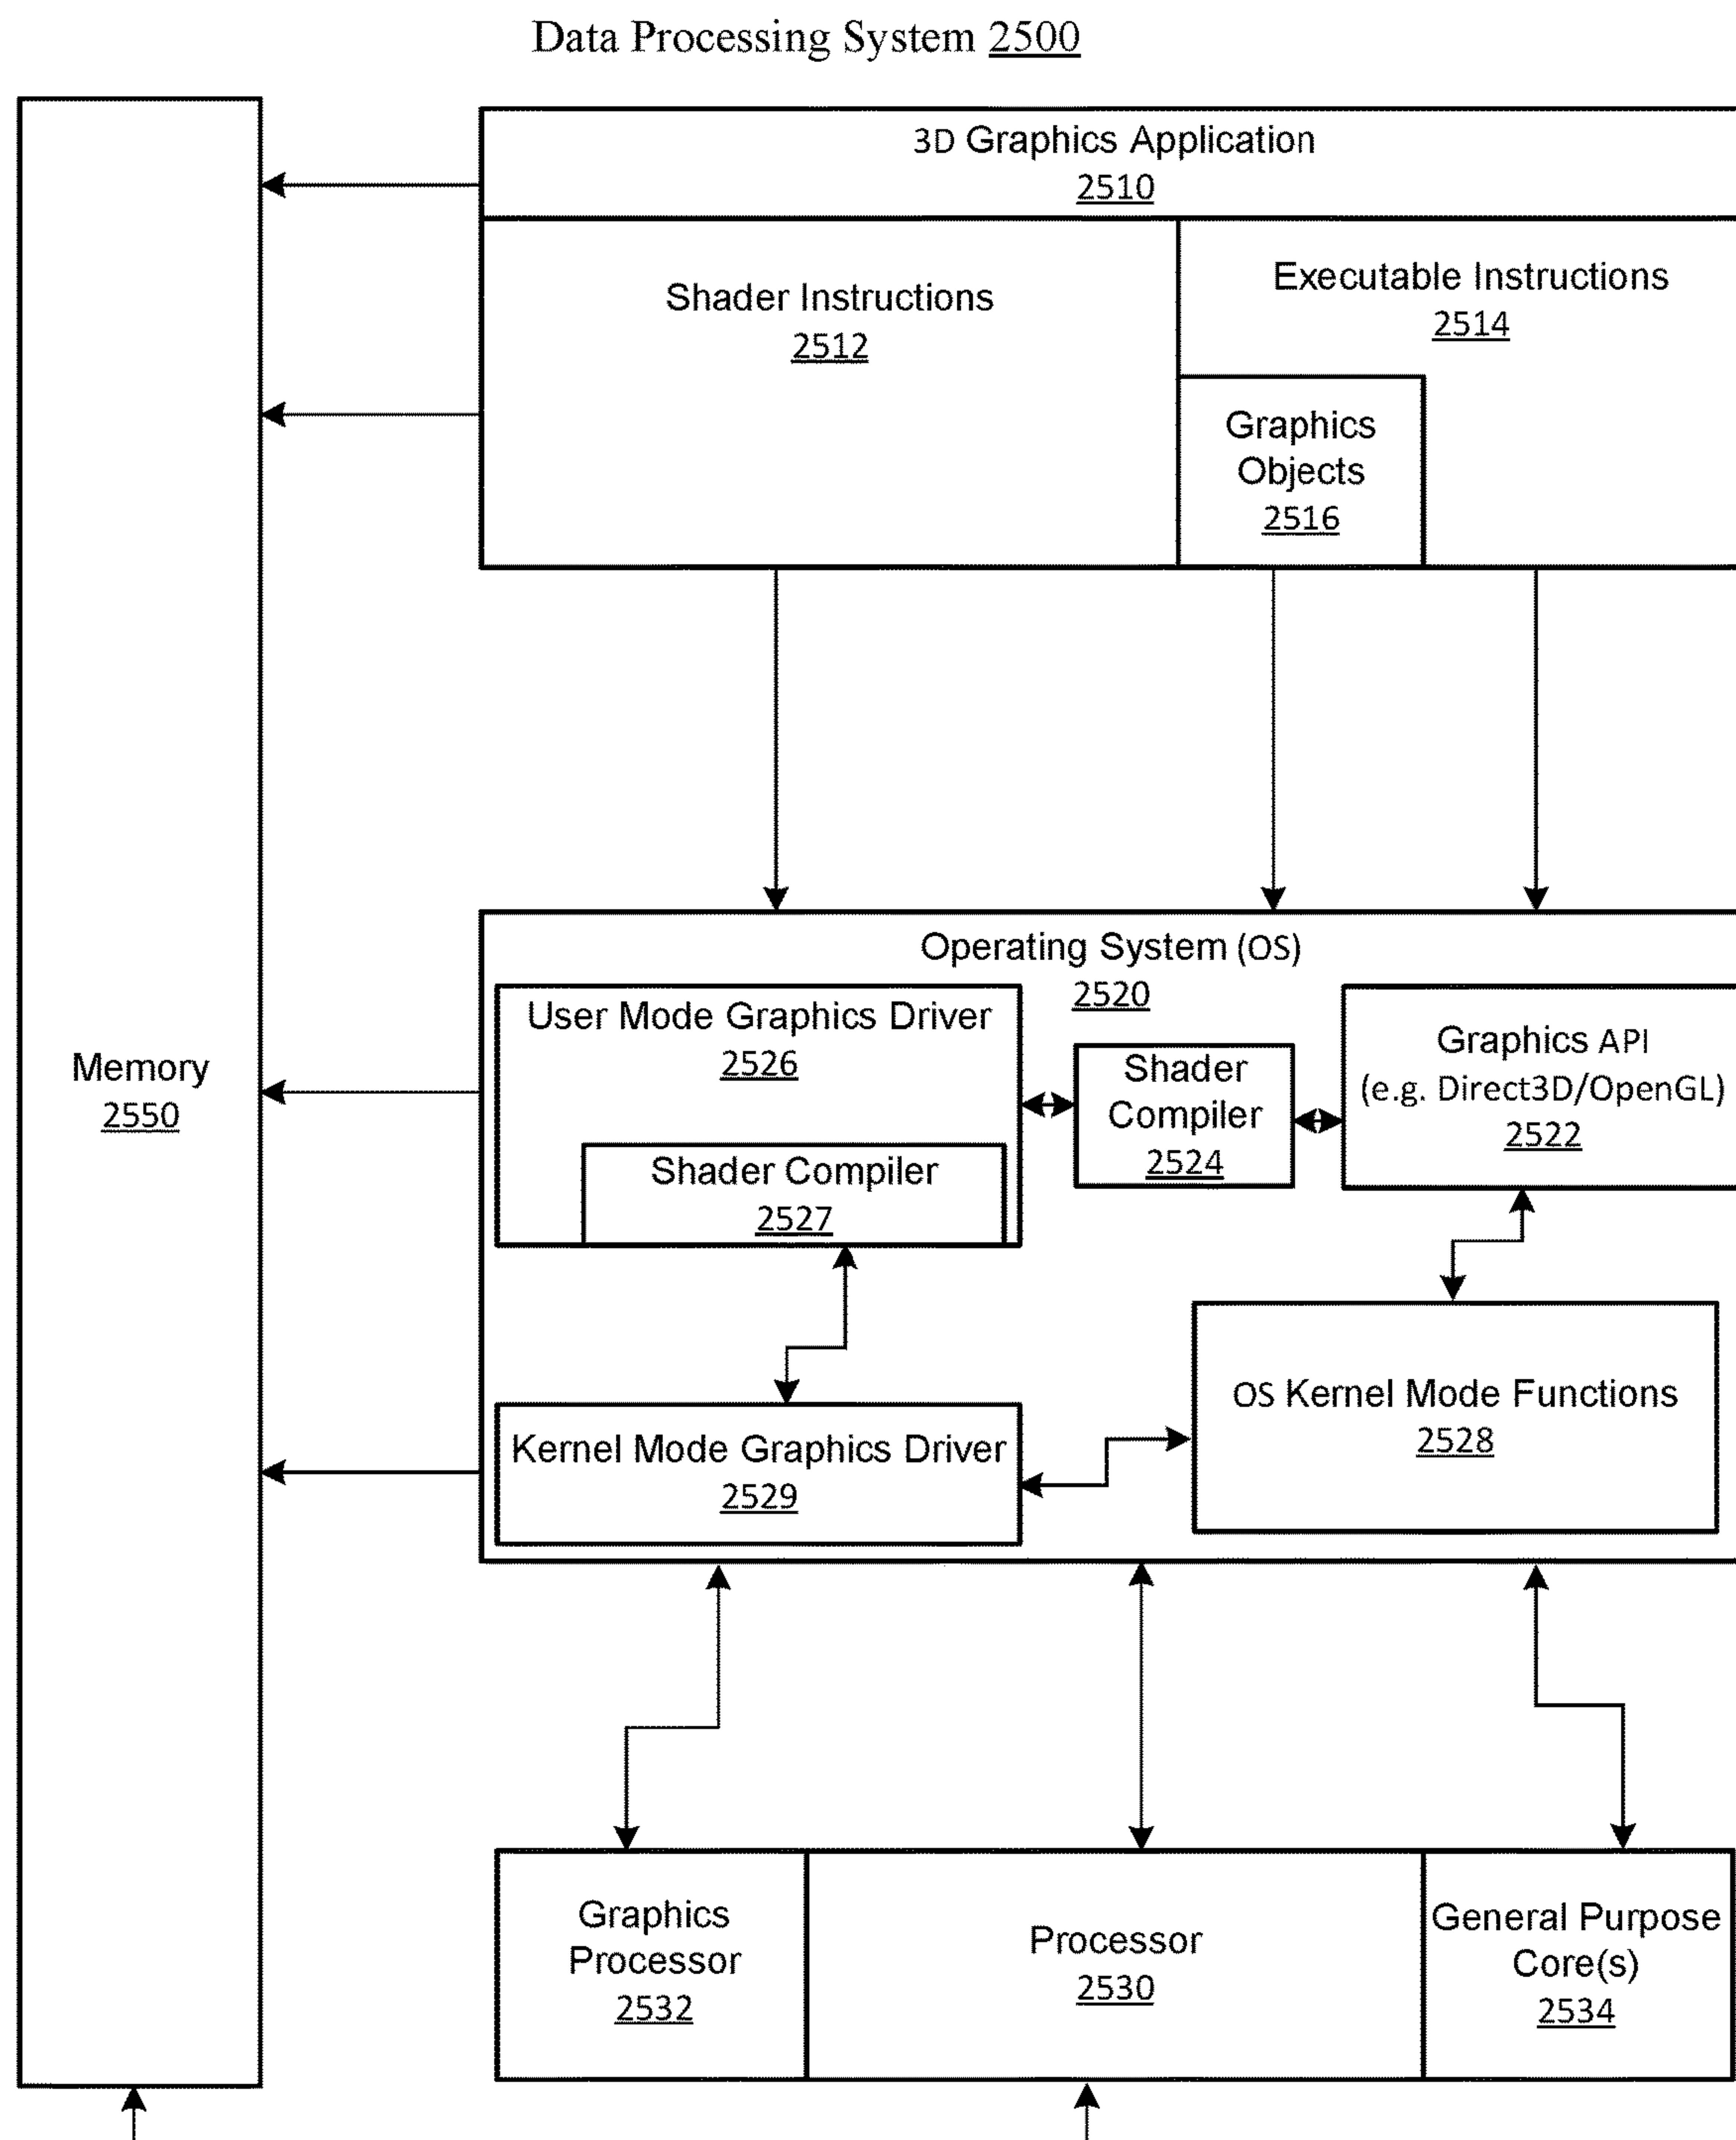 Data Processing System 2500
3D Graphics Application
2510
Shader Instructions
2512
Executable Instructions
2514
Graphics
Objects
2516
Memory
2550
Operating System (OS)
2520
User Mode Graphics Driver
2526
Shader Compiler
2527
Shader
Compiler
2524
Graphics API
(e.g. Direct3D/OpenGL)
2522
Kernel Mode Graphics Driver
2529
OS Kernel Mode Functions
2528
Graphics
Processor
2532
Processor
2530
General Purpose
Core(s)
2534